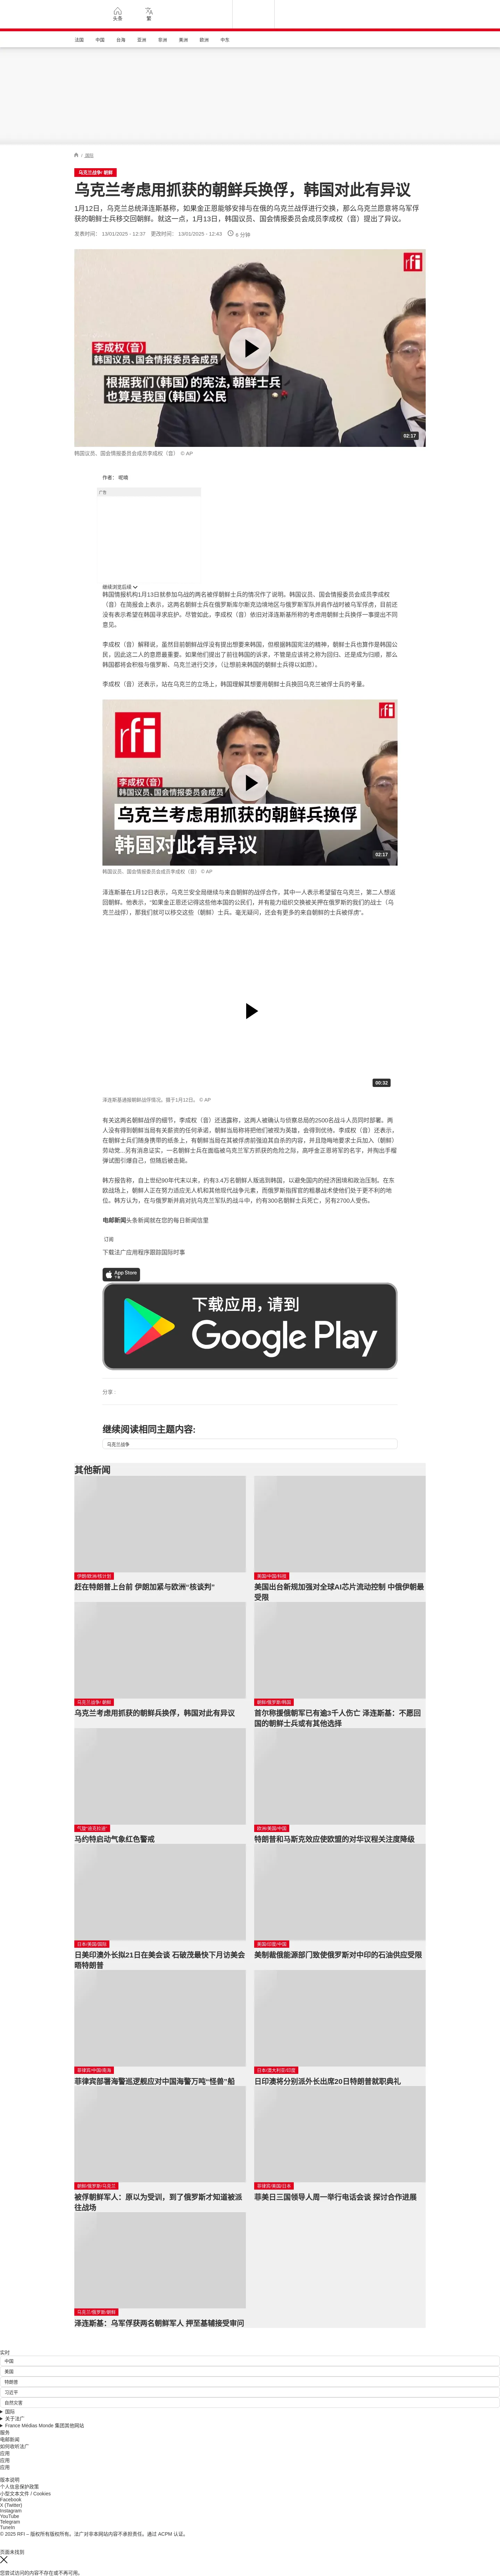 头条
繁
法国
中国
台海
亚洲
非洲
美洲
欧洲
中东
/ 国际
乌克兰战争/ 朝鲜
乌克兰考虑用抓获的朝鲜兵换俘，韩国对此有异议
1月12日，乌克兰总统泽连斯基称，如果金正恩能够安排与在俄的乌克兰战俘进行交换，那么乌克兰愿意将乌军俘
获的朝鲜士兵移交回朝鲜。就这一点，1月13日，韩国议员、国会情报委员会成员李成权（音）提出了异议。
发表时间： 13/01/2025 - 12:37 更改时间： 13/01/2025 - 12:43 6 分钟
rfi
李成权（音）
韩国议员、国会情报委员会成员
根据我们（韩国）的宪法，朝鲜士兵
也算是我国（韩国）公民
02:17
韩国议员、国会情报委员会成员李成权（音） © AP
作者： 呢喃
广告
继续浏览后续
韩国情报机构1月13日就参加乌战的两名被俘朝鲜士兵的情况作了说明。韩国议员、国会情报委员会成员李成权
（音）在简报会上表示，这两名朝鲜士兵在俄罗斯库尔斯克边境地区与俄罗斯军队并肩作战时被乌军俘虏，目前还
没有表示希望在韩国寻求庇护。尽管如此，李成权（音）依旧对泽连斯基所称的考虑用朝鲜士兵换俘一事提出不同
意见。
李成权（音）解释说，虽然目前朝鲜战俘没有提出想要来韩国，但根据韩国宪法的精神，朝鲜士兵也算作是韩国公
民，因此这二人的意愿最重要。如果他们提出了前往韩国的诉求，不管是应该将之称为回归、还是成为归顺，那么
韩国都将会积极与俄罗斯、乌克兰进行交涉，（让想前来韩国的朝鲜士兵得以如愿）。
李成权（音）还表示，站在乌克兰的立场上，韩国理解其想要用朝鲜士兵换回乌克兰被俘士兵的考量。
rfi
rfi
李成权（音）
韩国议员、国会情报委员会成员
乌克兰考虑用抓获的朝鲜兵换俘
韩国对此有异议
02:17
韩国议员、国会情报委员会成员李成权（音） © AP
泽连斯基在1月12日表示，乌克兰安全局继续与来自朝鲜的战俘合作。其中一人表示希望留在乌克兰，第二人想返
回朝鲜。他表示，“如果金正恩还记得这些他本国的公民们，并有能力组织交换被关押在俄罗斯的我们的战士（乌
克兰战俘），那我们就可以移交这些（朝鲜）士兵。毫无疑问，还会有更多的来自朝鲜的士兵被俘虏”。
00:32
泽连斯基通报朝鲜战俘情况。摄于1月12日。 © AP
有关这两名朝鲜战俘的细节，李成权（音）还透露称，这两人被确认与侦察总局的2500名战斗人员同时部署。两
人没有得到朝鲜当局有关薪资的任何承诺，朝鲜当局称将把他们被视为英雄，会得到优待。李成权（音）还表示，
在朝鲜士兵们随身携带的纸条上，有朝鲜当局在其被俘虏前强迫其自杀的内容，并且隐晦地要求士兵加入（朝鲜）
劳动党...另有消息证实，一名朝鲜士兵在面临被乌克兰军方抓获的危险之际，高呼金正恩将军的名字，并掏出手榴
弹试图引爆自己，但随后被击毙。
韩方报告称，自上世纪90年代末以来，约有3.4万名朝鲜人叛逃到韩国，以避免国内的经济困境和政治压制。在东
欧战场上，朝鲜人正在努力适应无人机和其他现代战争元素，而俄罗斯指挥官的粗暴战术使他们处于更不利的地
位。韩方认为，在与俄罗斯并肩对抗乌克兰军队的战斗中，约有300名朝鲜士兵死亡，另有2700人受伤。
电邮新闻头条新闻就在您的每日新闻信里
订阅
下载法广应用程序跟踪国际时事
App Store
下载
下载应用，请到
Google Play
分享 :
继续阅读相同主题内容:
乌克兰战争
其他新闻
伊朗/欧洲/核计划
赶在特朗普上台前 伊朗加紧与欧洲“核谈判”
美国/中国/科技
美国出台新规加强对全球AI芯片流动控制 中俄伊朝最
受限
乌克兰战争/ 朝鲜
乌克兰考虑用抓获的朝鲜兵换俘，韩国对此有异议
朝鲜/俄罗斯/韩国
首尔称援俄朝军已有逾3千人伤亡 泽连斯基：不愿回
国的朝鲜士兵或有其他选择
气旋“迪克拉迪”
马约特启动气象红色警戒
欧洲/美国/中国
特朗普和马斯克效应使欧盟的对华议程关注度降级
日本/美国/国际
日美印澳外长拟21日在美会谈 石破茂最快下月访美会
晤特朗普
美国/印度/中国
美制裁俄能源部门致使俄罗斯对中印的石油供应受限
菲律宾/中国/南海
菲律宾部署海警巡逻舰应对中国海警万吨“怪兽”船
日本/澳大利亚/印度
日印澳将分别派外长出席20日特朗普就职典礼
朝鲜/俄罗斯/乌克兰
被俘朝鲜军人：原以为受训，到了俄罗斯才知道被派
往战场
菲律宾/美国/日本
菲美日三国领导人周一举行电话会谈 探讨合作进展
乌克兰/俄罗斯/朝鲜
泽连斯基：乌军俘获两名朝鲜军人 押至基辅接受审问
实时
中国
美国
特朗普
习近平
自然灾害
国际
关于法广
France Médias Monde 集团其他网站
服务
电邮新闻
如何收听法广
应用
应用
应用
版本说明
个人信息保护政策
小型文本文件 / Cookies
Facebook
X (Twitter)
Instagram
YouTube
Telegram
TuneIn
© 2025 RFI – 版权所有版权所有。法广对非本网站内容不承担责任。通过 ACPM 认证。
页面未找到
您尝试访问的内容不存在或不再可用。